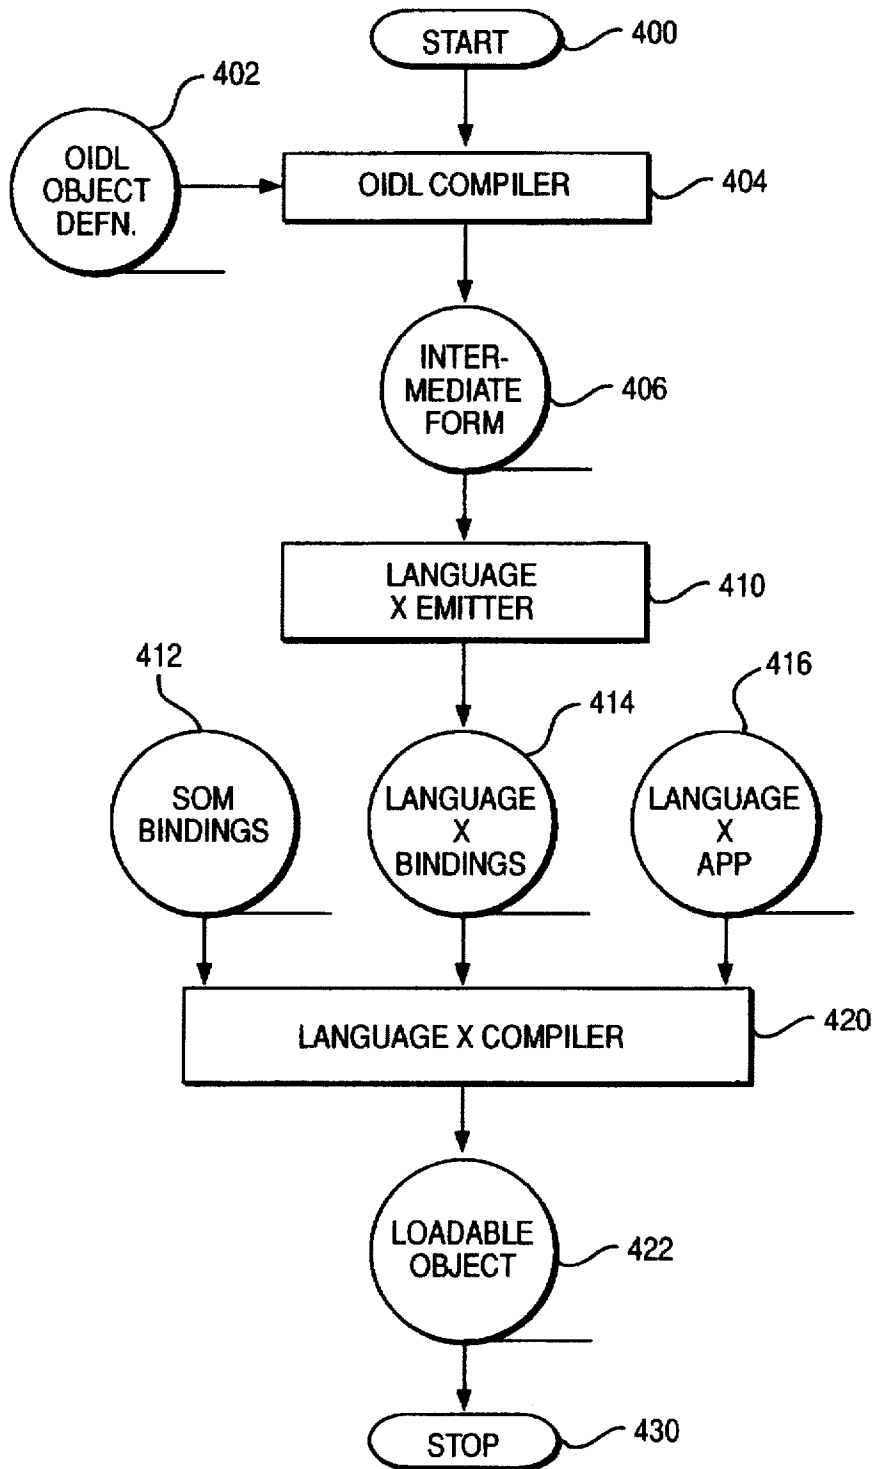 START
400
402
OIDL
OBJECT
DEFN.
OIDL COMPILER
404
INTER-
MEDIATE
FORM
406
LANGUAGE
X EMITTER
410
412
414
416
SOM
BINDINGS
LANGUAGE
X
BINDINGS
LANGUAGE
X
APP
LANGUAGE X COMPILER
420
LOADABLE
OBJECT
422
STOP
430